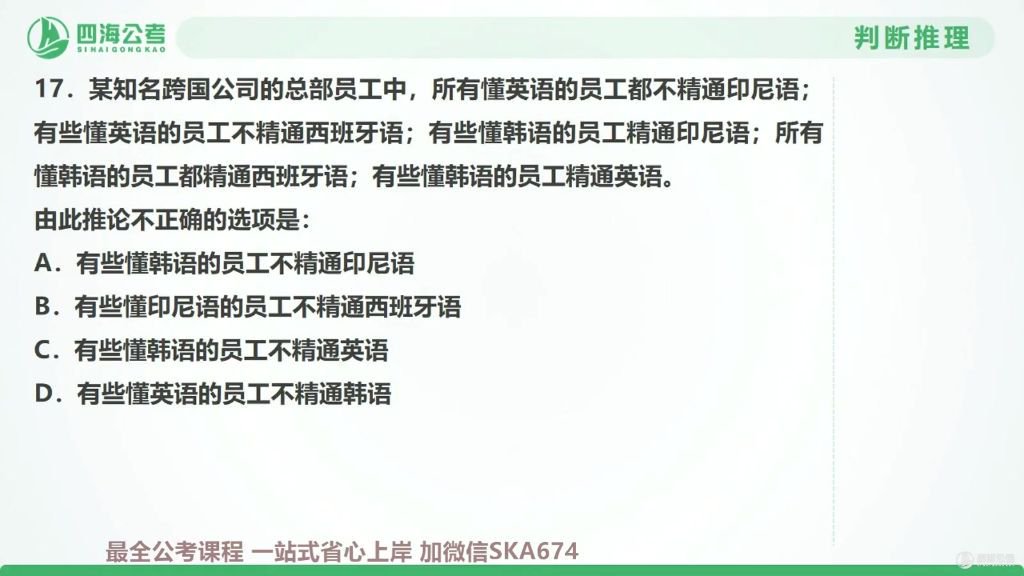 四海公考
SIHAIGONGKAO
判断推理
17．某知名跨国公司的总部员工中，所有懂英语的员工都不精通印尼语；
有些懂英语的员工不精通西班牙语；有些懂韩语的员工精通印尼语；所有
懂韩语的员工都精通西班牙语；有些懂韩语的员工精通英语。
由此推论不正确的选项是：
A．有些懂韩语的员工不精通印尼语
B．有些懂印尼语的员工不精通西班牙语
C．有些懂韩语的员工不精通英语
D．有些懂英语的员工不精通韩语
最全公考课程 一站式省心上岸 加微信SKA674